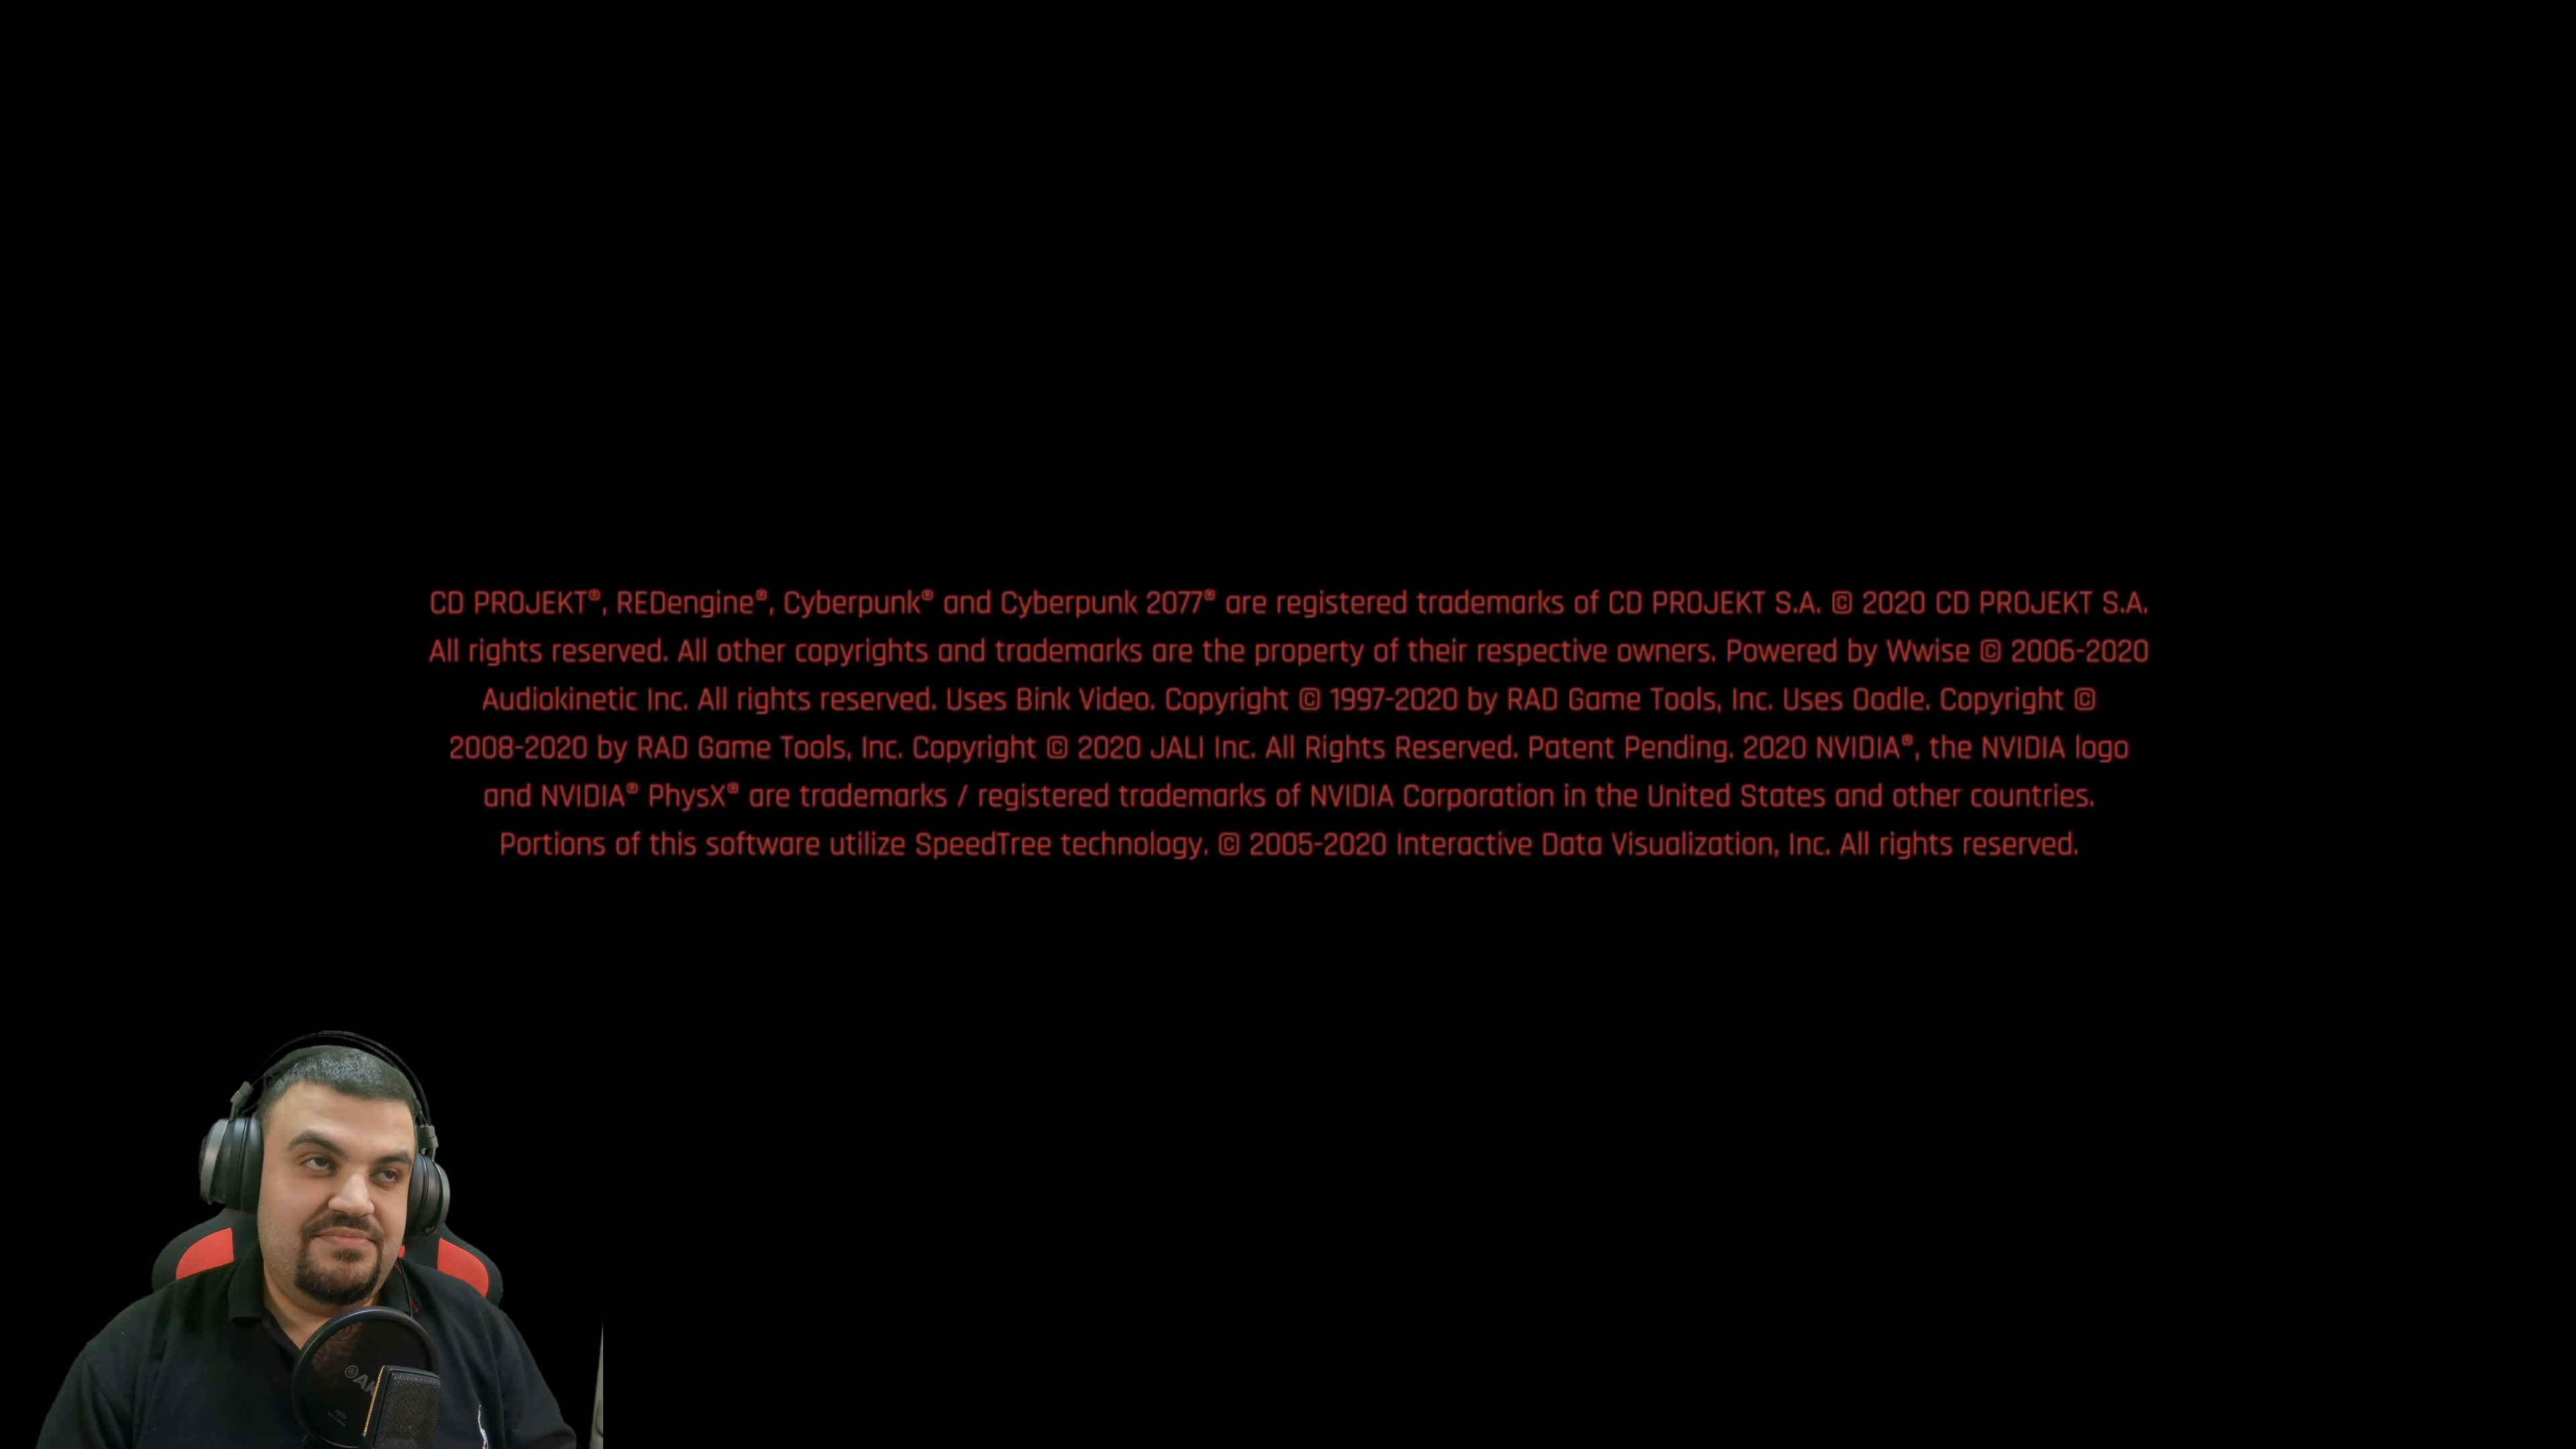 CD PROJEKT®, REDengine®, Cyberpunk® and Cyberpunk 2077® are registered trademarks of CD PROJEKT S.A. © 2020 CD PROJEKT S.A.
All rights reserved. All other copyrights and trademarks are the property of their respective owners. Powered by Wwise © 2006-2020
Audiokinetic Inc. All rights reserved. Uses Bink Video. Copyright © 1997-2020 by RAD Game Tools, Inc. Uses Oodle. Copyright ©
2008-2020 by RAD Game Tools, Inc. Copyright © 2020 JALI Inc. All Rights Reserved. Patent Pending. 2020 NVIDIA®, the NVIDIA logo
and NVIDIA® PhysX® are trademarks / registered trademarks of NVIDIA Corporation in the United States and other countries.
Portions of this software utilize SpeedTree technology. © 2005-2020 Interactive Data Visualization, Inc. All rights reserved.